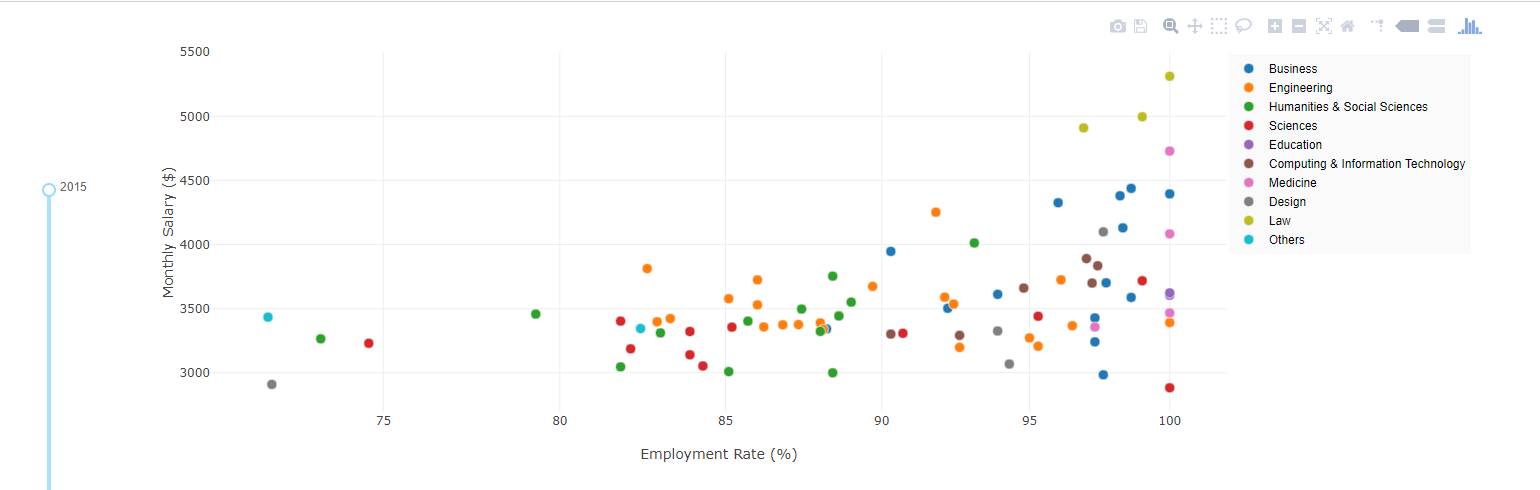 2015
Monthly Salary ($)
5500
5000
4500
4000
3500
3000
75
80
85
90
95
100
Employment Rate (%)
Business
Engineering
Humanities & Social Sciences
Sciences
Education
Computing & Information Technology
Medicine
Design
Law
Others